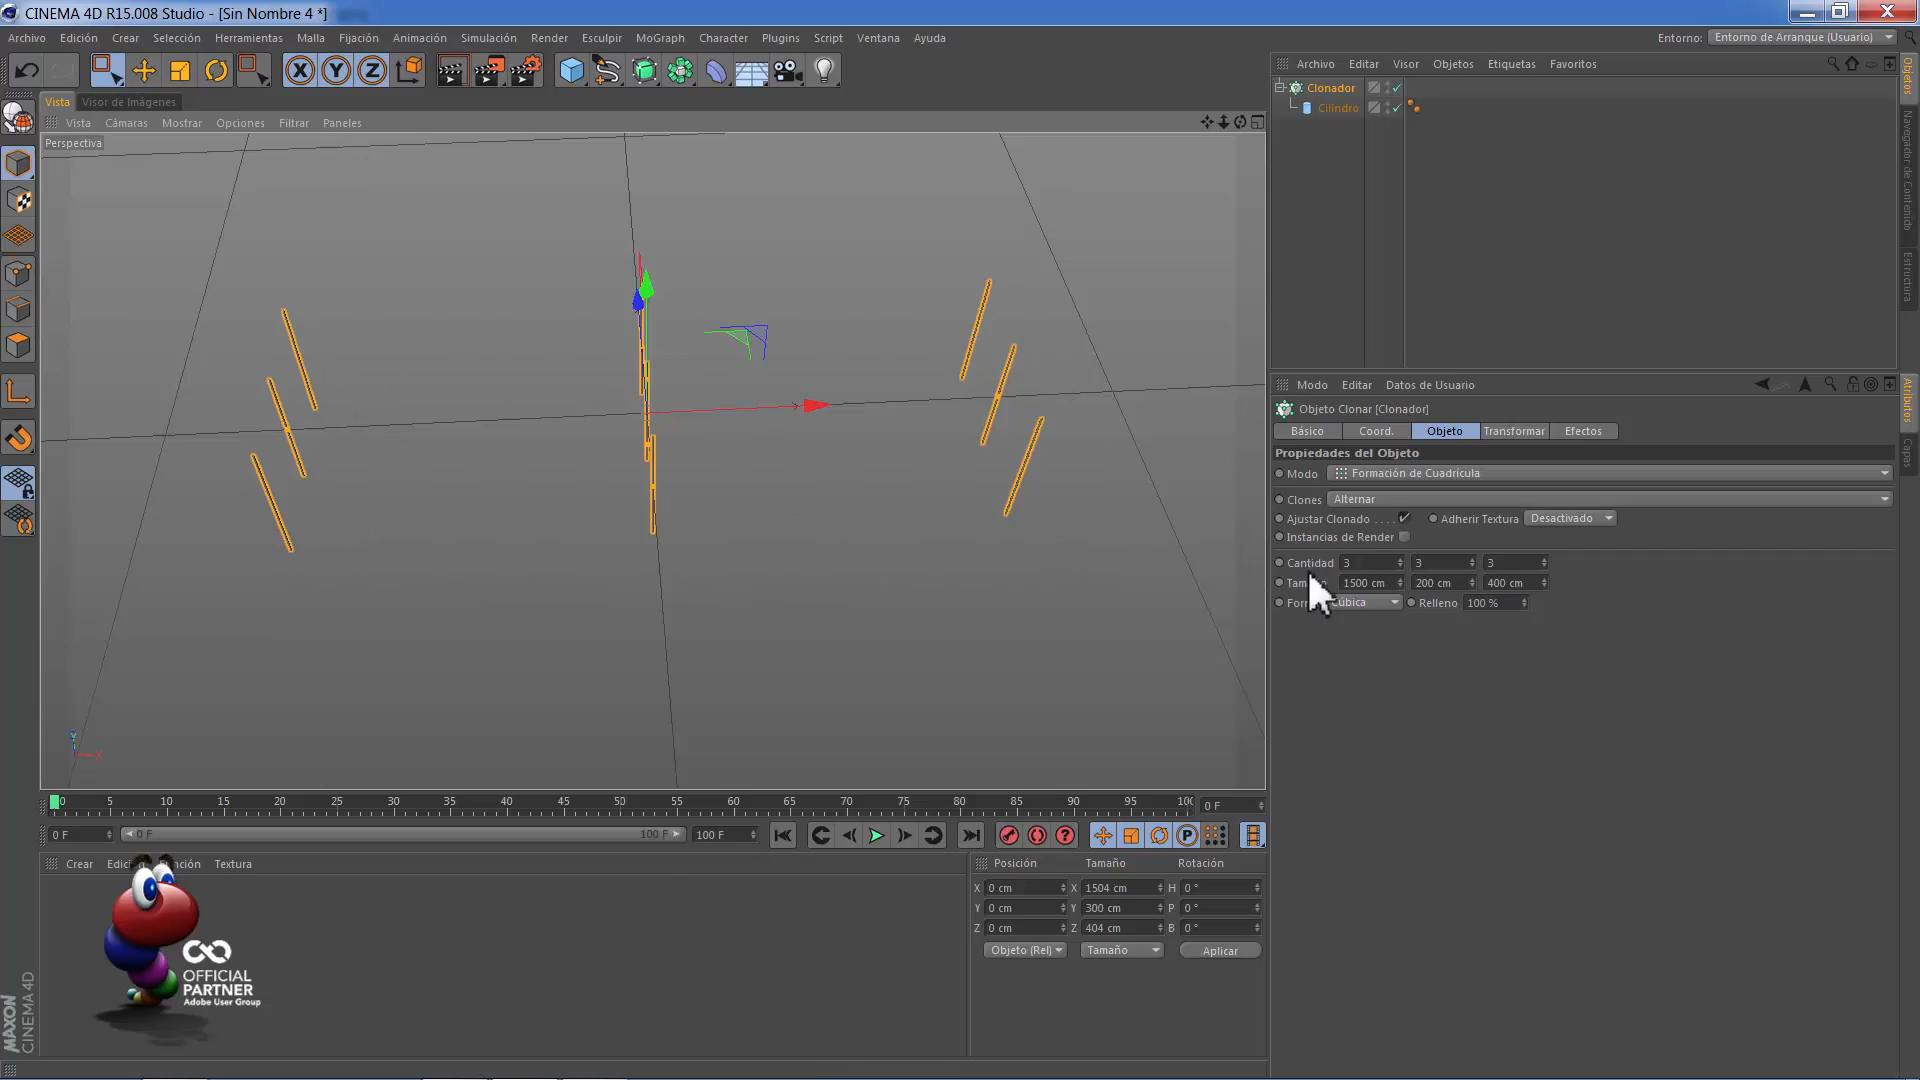 CINEMA 4D R15.008 Studio - [Sin Nombre 4 *]
Archivo Edición Crear Selección Herramientas Malla Fijación Animación Simulación Render Esculpir MoGraph Character Plugins Script Ventana Ayuda
Entorno: Entorno de Arranque (Usuario)
X Y Z
Archivo Editar Visor Objetos Etiquetas Favoritos
Clonador
Cilindro
Objetos
Navegador de Contenido
Estructura
Vista Visor de Imágenes
Vista Cámaras Mostrar Opciones Filtrar Paneles
Perspectiva
Y
X
Modo Editar Datos de Usuario
Objeto Clonar [Clonador]
Básico Coord. Objeto Transformar Efectos
Propiedades del Objeto
Modo Formación de Cuadrícula
Clones Alternar
Ajustar Clonado .... Adherir Textura Desactivado
Instancias de Render
Cantidad 3 3 3
1500 cm 200 cm 400 cm
Cúbica Relleno 100 %
Atributos
Capas
0 5 10 15 20 25 30 35 40 45 50 55 60 65 70 75 80 85 90 95 0 F
0 F 0 F 100 F 100 F
P
Crear Textura
Posición Tamaño Rotación
X 0 cm X 1504 cm H 0 °
Y 0 cm Y 300 cm P 0 °
Z 0 cm Z 404 cm B 0 °
Objeto (Rel) Tamaño Aplicar
OFFICIAL
PARTNER
Adobe User Group
MAXON
CINEMA 4D